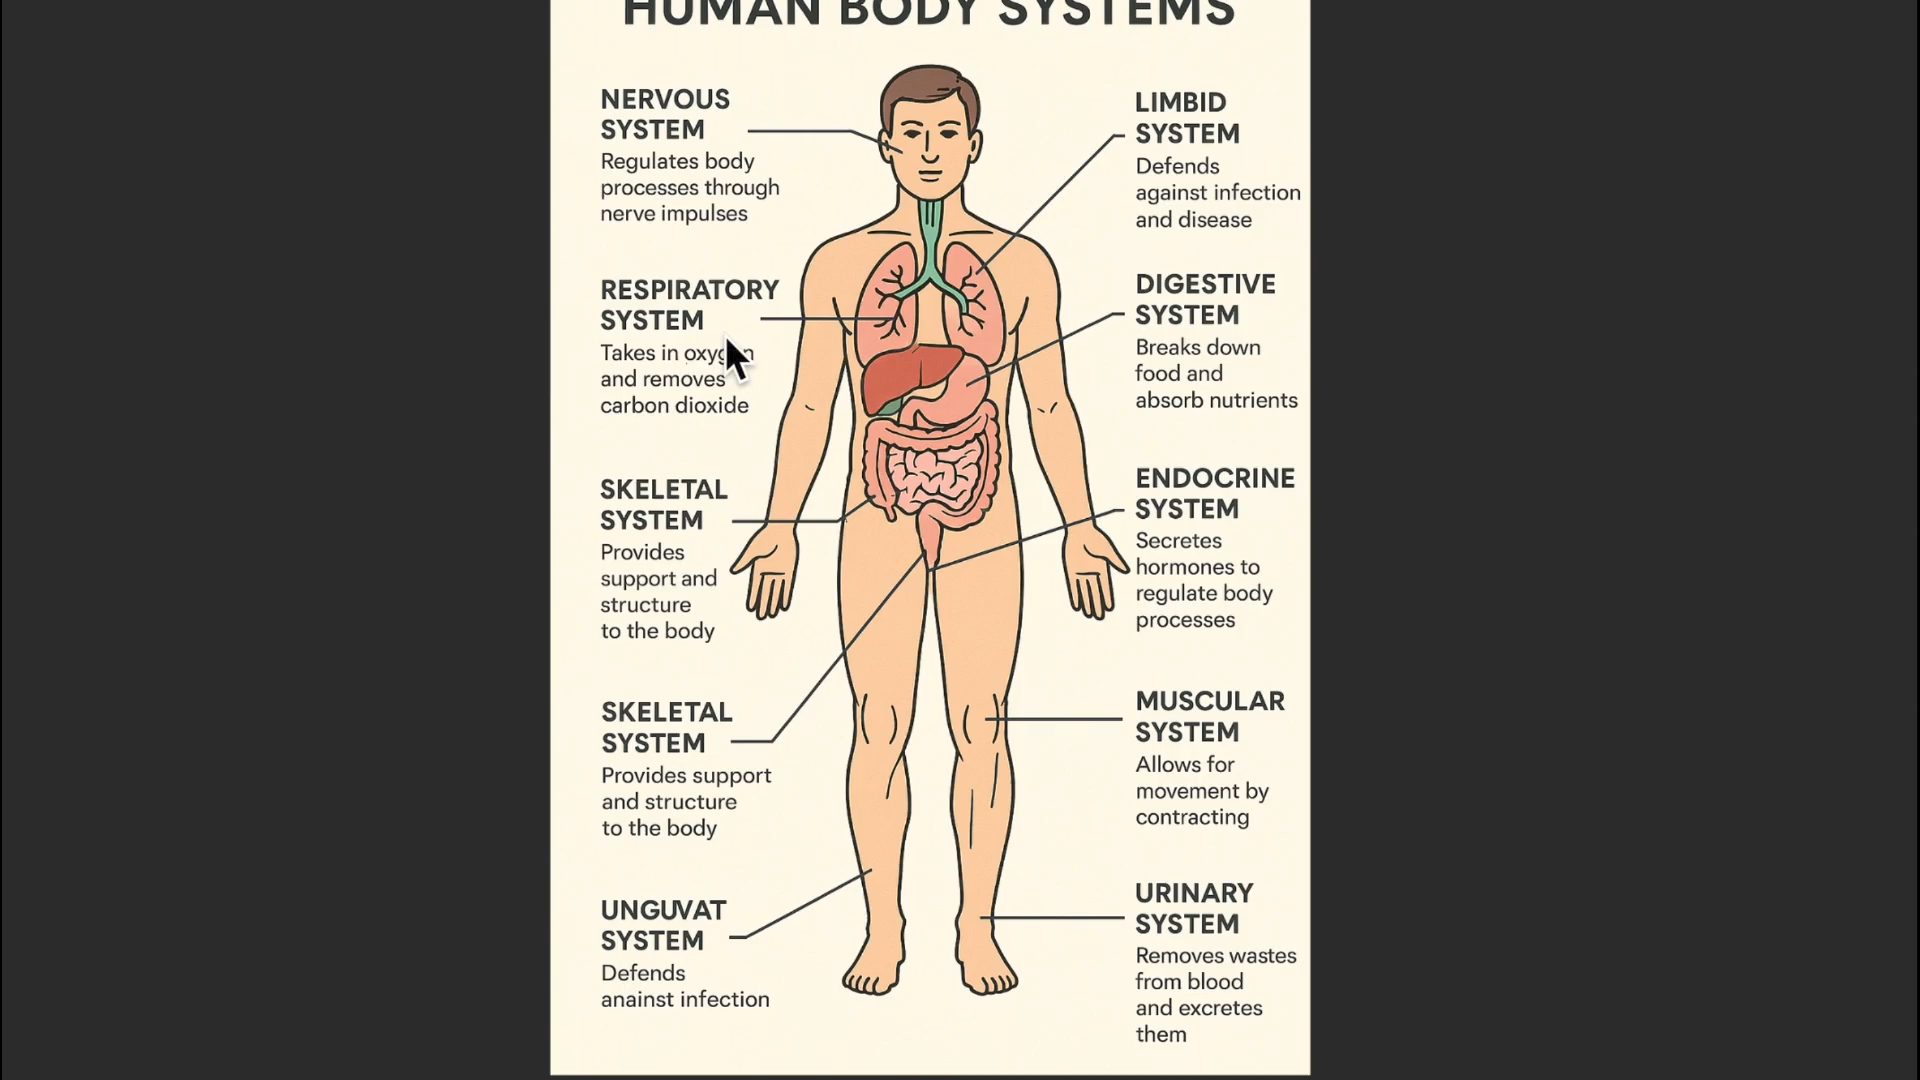 HUMAN BODY SYSTEMS
NERVOUS
SYSTEM
Regulates body
processes through
nerve impulses
RESPIRATORY
SYSTEM
Takes in oxygen
and removes
carbon dioxide
SKELETAL
SYSTEM
Provides
support and
structure
to the body
SKELETAL
SYSTEM
Provides support
and structure
to the body
UNGUVAT
SYSTEM
Defends
anainst infection
LIMBID
SYSTEM
Defends
against infection
and disease
DIGESTIVE
SYSTEM
Breaks down
food and
absorb nutrients
ENDOCRINE
SYSTEM
Secretes
hormones to
regulate body
processes
MUSCULAR
SYSTEM
Allows for
movement by
contracting
URINARY
SYSTEM
Removes wastes
from blood
and excretes
them